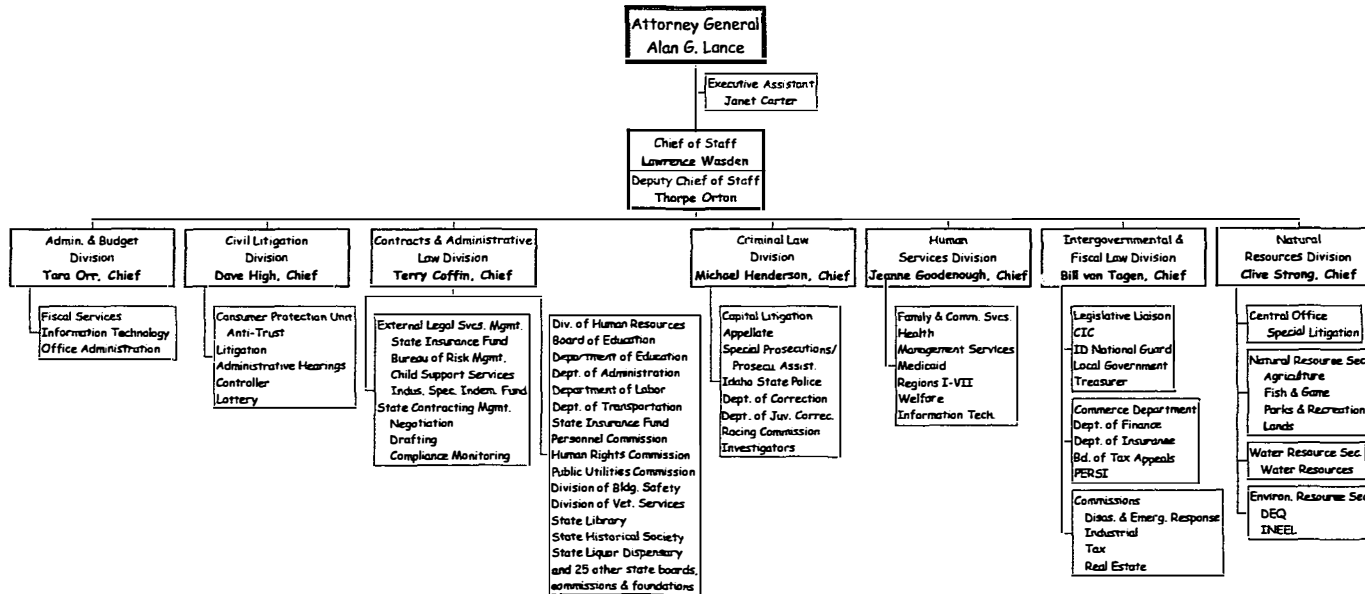 Attorney General
Alan G. Lance
Executive Assistant
Janet Carter
Chief of Staff
Lawrence Wasden
Deputy Chief of Staff
Thorpe Orton
Admin. & Budget
Division
Tara Orr, Chief
Fiscal Services
Information Technology
Office Administration
Civil Litigation
Division
Dave High, Chief
Consumer Protection Unit
Anti-Trust
Litigation
Administrative Hearings
Controller
Lottery
Contracts & Administrative
Law Division
Terry Coffin, Chief
External Legal Svcs. Mgmt.
State Insurance Fund
Bureau of Risk Mgmt.
Child Support Services
Indus. Spec. Indem. Fund
State Contracting Mgmt.
Negotiation
Drafting
Compliance Monitoring
Div. of Human Resources
Board of Education
Department of Education
Dept. of Administration
Department of Labor
Dept. of Transportation
State Insurance Fund
Personnel Commission
Human Rights Commission
Public Utilities Commission
Division of Bldg. Safety
Division of Vet. Services
State Library
State Historical Society
State Liquor Dispensary
and 25 other state boards,
commissions & foundations
Criminal Law
Division
Michael Henderson, Chief
Capital Litigation
Appellate
Special Prosecutions/
Prosecu. Assist.
Idaho State Police
Dept. of Correction
Dept. of Juv. Correc.
Racing Commission
Investigators
Human
Services Division
Jeanne Goodenough, Chief
Family & Comm. Svcs.
Health
Management Services
Medicaid
Regions I-VII
Welfare
Information Tech.
Intergovernmental &
Fiscal Law Division
Bill von Tagen, Chief
Legislative Liaison
CIC
ID National Guard
Local Government
Treasurer
Commerce Department
Dept. of Finance
Dept. of Insurance
Bd. of Tax Appeals
PERSI
Commissions
Disas. & Emerg. Response
Industrial
Tax
Real Estate
Natural
Resources Division
Clive Strong, Chief
Central Office
Special Litigation
Natural Resource Sec
Agriculture
Fish & Game
Parks & Recreation
Lands
Water Resource Sec.
Water Resources
Environ. Resource Sec
DEQ
INEEL